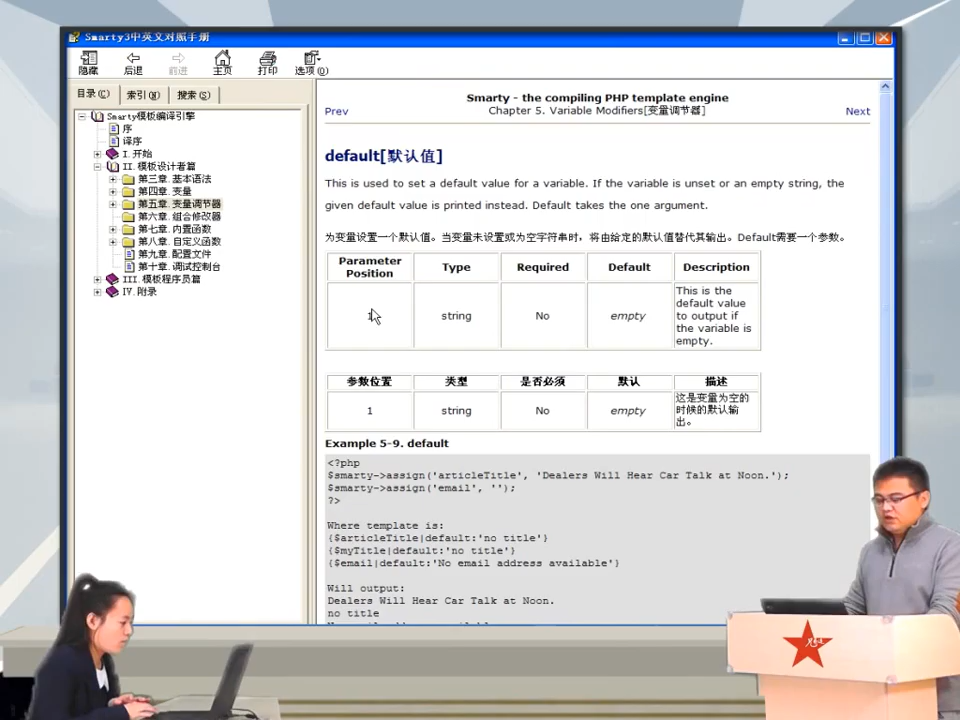 Smarty3中英文对照手册
隐藏 后退 前进 主页 打印 选项(O)
目录(C) 索引(N) 搜索(S)
Smarty模板编译引擎
序
译序
I.开始
II.模板设计者篇
第三章.基本语法
第四章.变量
第五章.变量调节器
第六章.组合修改器
第七章.内置函数
第八章.自定义函数
第九章.配置文件
第十章.调试控制台
III.模板程序员篇
IV.附录
Smarty - the compiling PHP template engine
Prev Chapter 5. Variable Modifiers[变量调节器] Next
default[默认值]
This is used to set a default value for a variable. If the variable is unset or an empty string, the
given default value is printed instead. Default takes the one argument.
为变量设置一个默认值。当变量未设置或为空字符串时，将由给定的默认值替代其输出。Default需要一个参数。
Parameter Position Type Required Default Description
1 string No empty This is the
default value
to output if
the variable is
empty.
参数位置 类型 是否必须 默认 描述
1 string No empty 这是变量为空的
时候的默认输
出。
Example 5-9. default
<?php
$smarty->assign('articleTitle', 'Dealers Will Hear Car Talk at Noon.');
$smarty->assign('email', '');
?>
Where template is:
{$articleTitle|default:'no title'}
{$myTitle|default:'no title'}
{$email|default:'No email address available'}
Will output:
Dealers Will Hear Car Talk at Noon.
no title